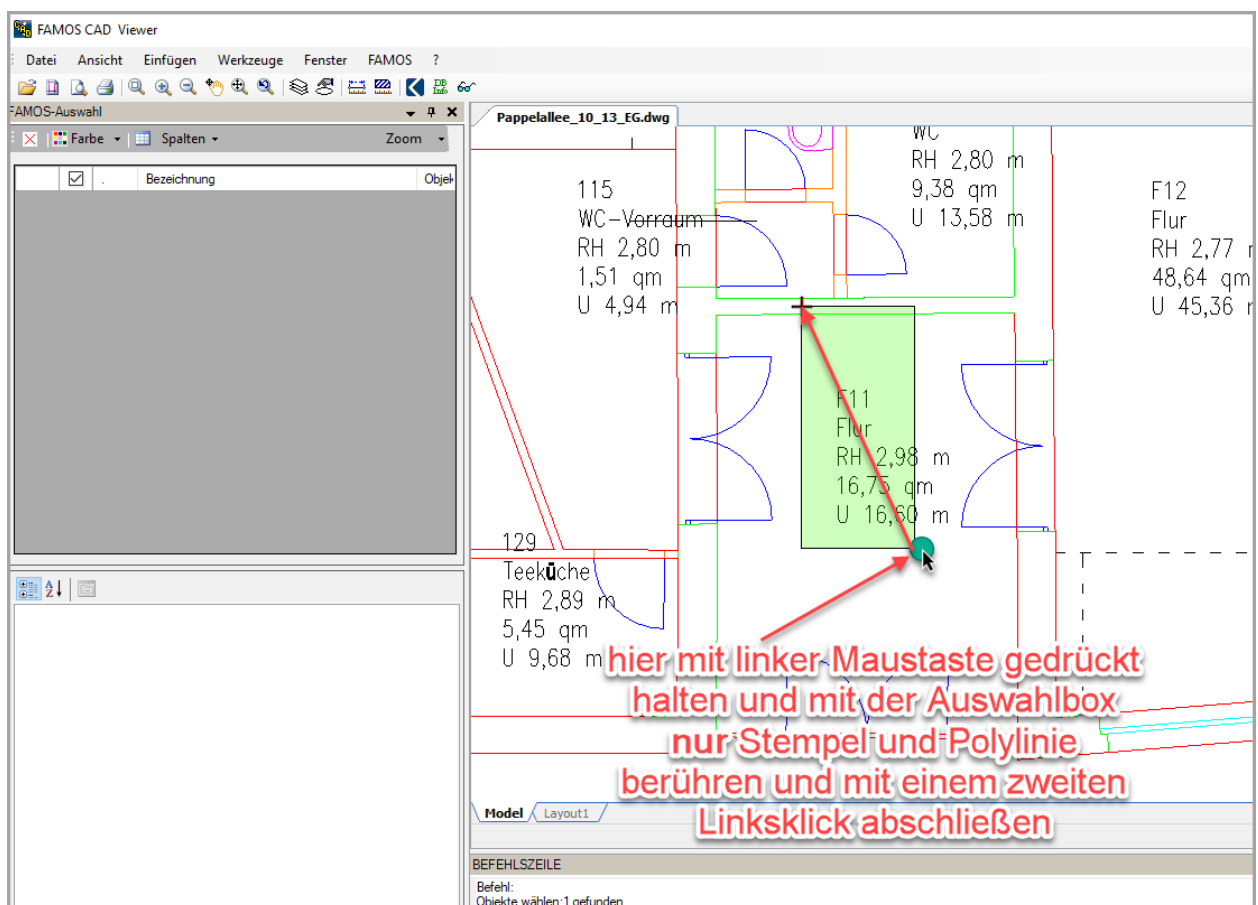 FAMOS CAD Viewer
Datei Ansicht Einfügen Werkzeuge Fenster FAMOS ?
FAMOS-Auswahl
Farbe Spalten Zoom
. Bezeichnung Objek
Pappelallee_10_13_EG.dwg
WC
RH 2,80 m
9,38 qm
U 13,58 m
115
WC-Vorraum
RH 2,80 m
1,51 qm
U 4,94 m
F12
Flur
RH 2,77
48,64 qm
U 45,36
F11
Flur
RH 2,98 m
16,75 qm
U 16,60 m
129
Teeküche
RH 2,89 m
5,45 qm
U 9,68 m
hier mit linker Maustaste gedrückt
halten und mit der Auswahlbox
nur Stempel und Polylinie
berühren und mit einem zweiten
Linksklick abschließen
Model Layout1
BEFEHLSZEILE
Befehl:
Objekte wählen:1 gefunden